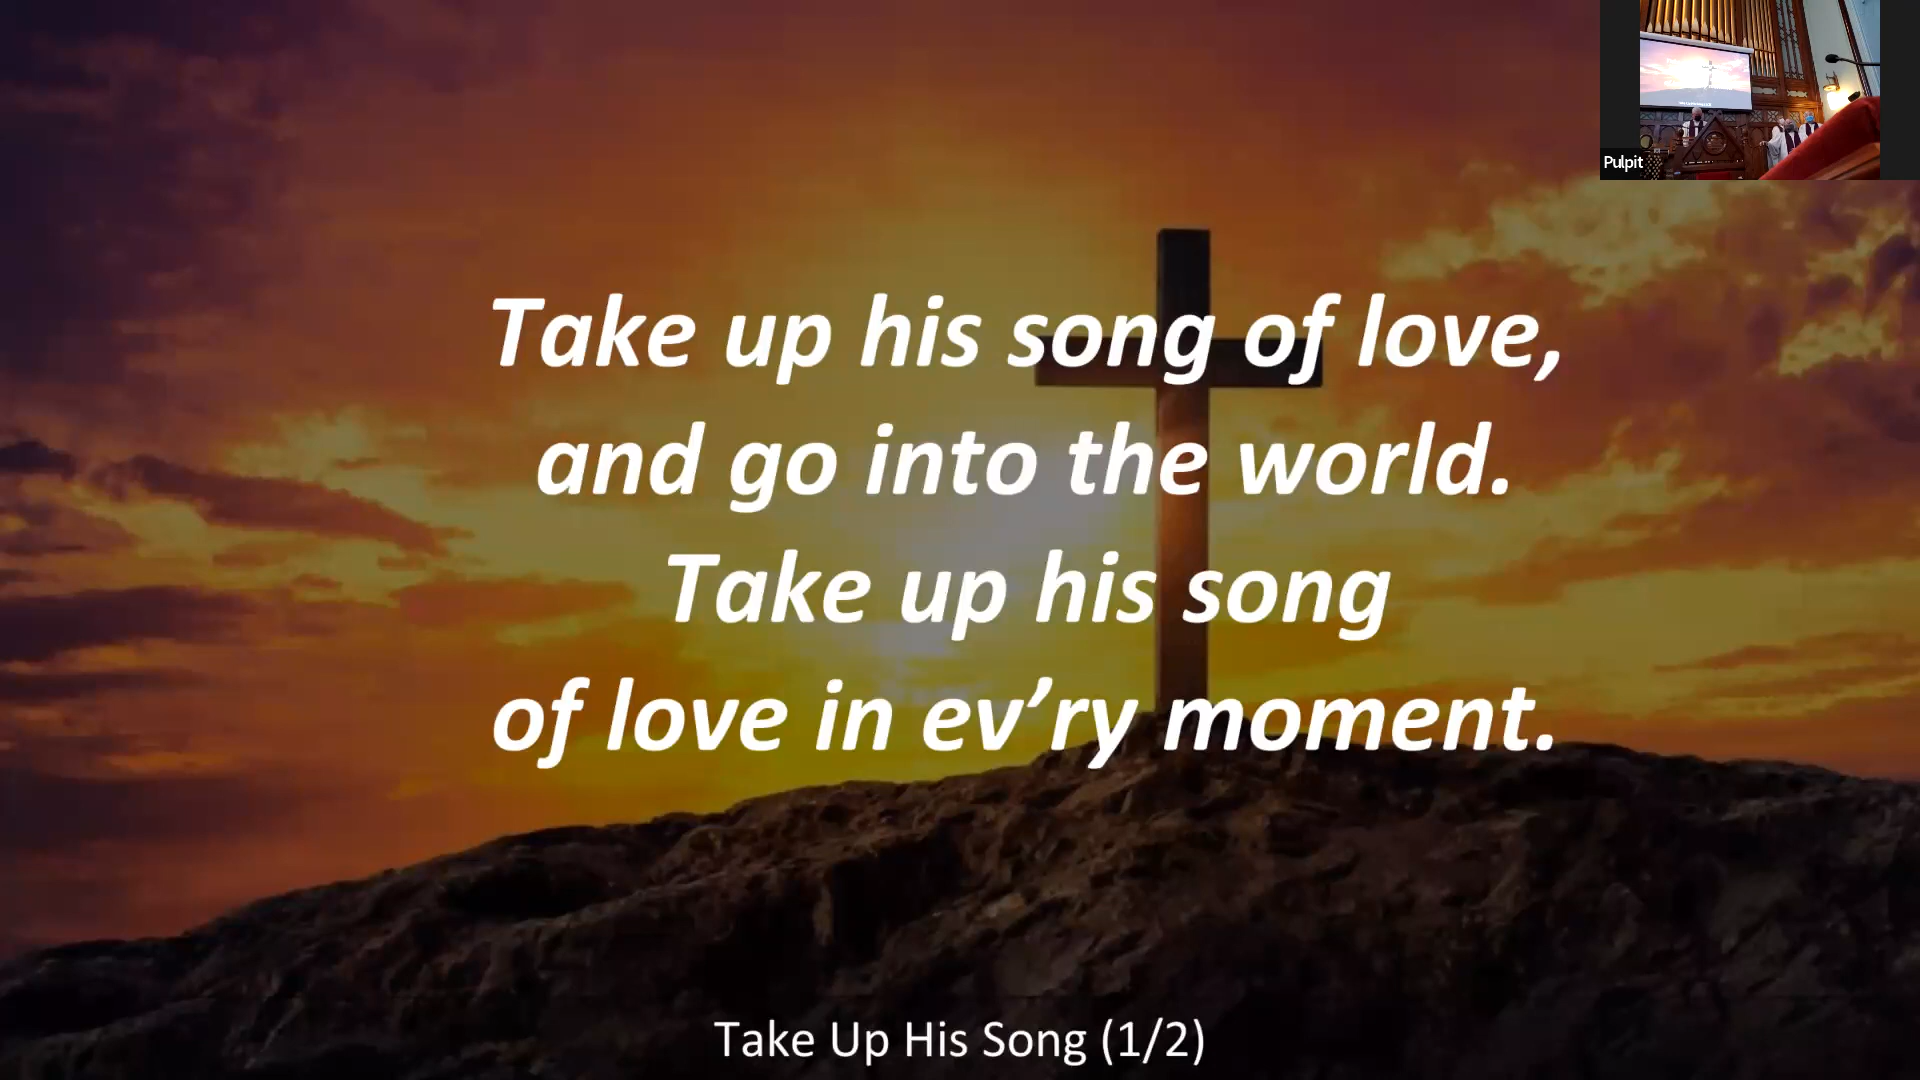 Take up his song of love,
and go into the world.
Take up his song
of love in ev’ry moment.
Take Up His Song (1/2)
Pulpit